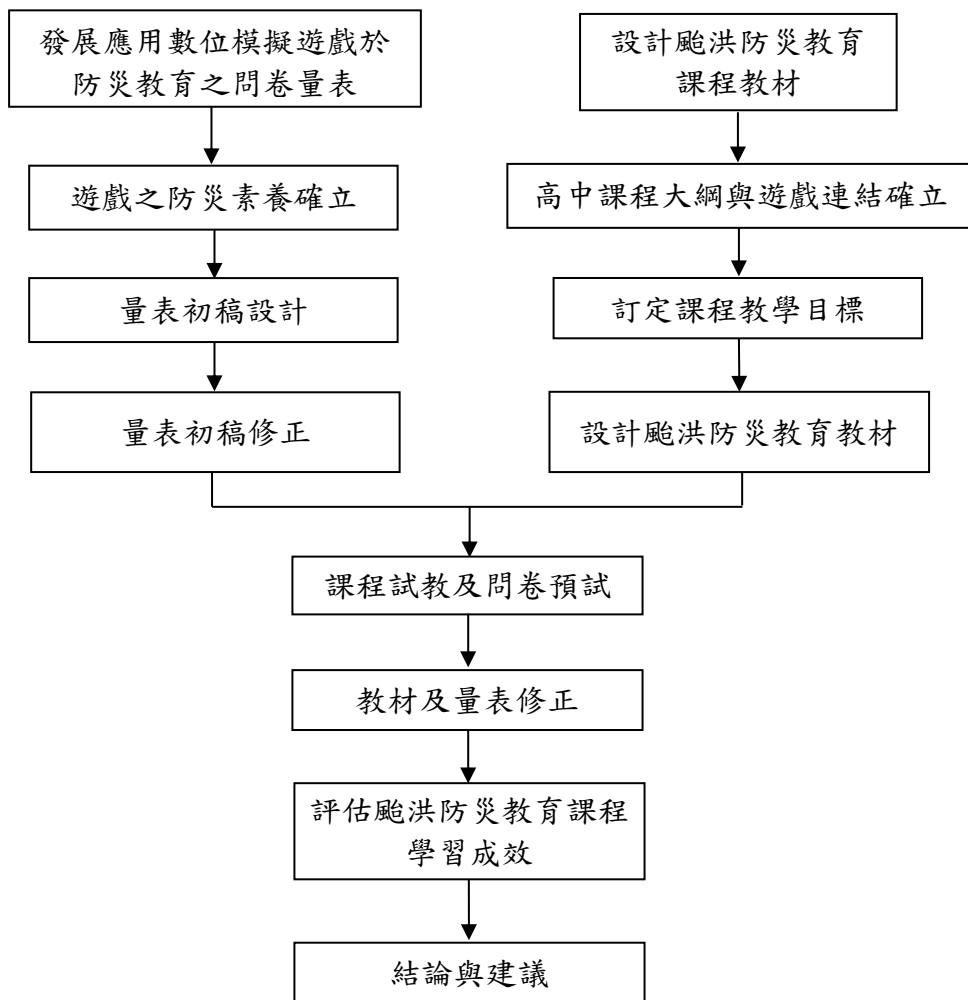 發展應用數位模擬遊戲於
防災教育之問卷量表
遊戲之防災素養確立
量表初稿設計
量表初稿修正
設計颱洪防災教育
課程教材
高中課程大綱與遊戲連結確立
訂定課程教學目標
設計颱洪防災教育教材
課程試教及問卷預試
教材及量表修正
評估颱洪防災教育課程
學習成效
結論與建議